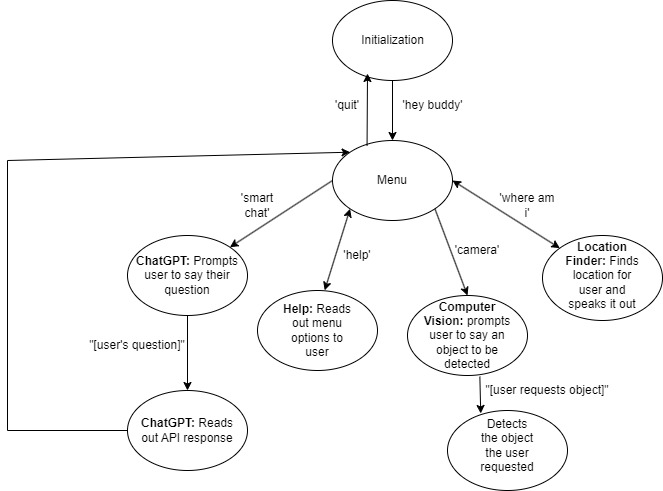 Initialization
'quit'
'hey buddy'
Menu
'smart
chat'
'where am
i'
'help'
'camera'
ChatGPT: Prompts
user to say their
question
Location
Finder: Finds
location for
user and
speaks it out
Help: Reads
out menu
options to
user
Computer
Vision: prompts
user to say an
object to be
detected
"[user's question]"
"[user requests object]"
ChatGPT: Reads
out API response
Detects
the object
the user
requested